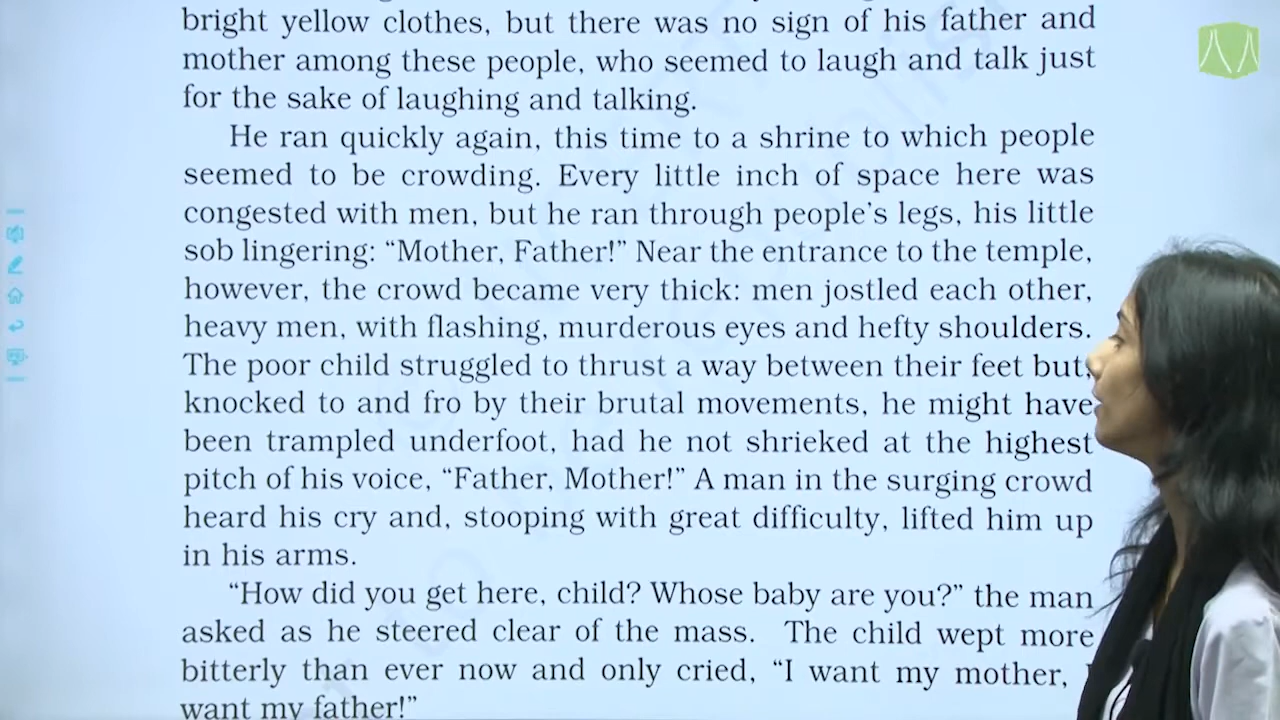 bright yellow clothes, but there was no sign of his father and
mother among these people, who seemed to laugh and talk just
for the sake of laughing and talking.
He ran quickly again, this time to a shrine to which people
seemed to be crowding. Every little inch of space here was
congested with men, but he ran through people's legs, his little
sob lingering: “Mother, Father!” Near the entrance to the temple,
however, the crowd became very thick: men jostled each other,
heavy men, with flashing, murderous eyes and hefty shoulders.
The poor child struggled to thrust a way between their feet but,
knocked to and fro by their brutal movements, he might have
been trampled underfoot, had he not shrieked at the highest
pitch of his voice, “Father, Mother!” A man in the surging crowd
heard his cry and, stooping with great difficulty, lifted him up
in his arms.
“How did you get here, child? Whose baby are you?” the man
asked as he steered clear of the mass. The child wept more
bitterly than ever now and only cried, “I want my mother,
want my father!”